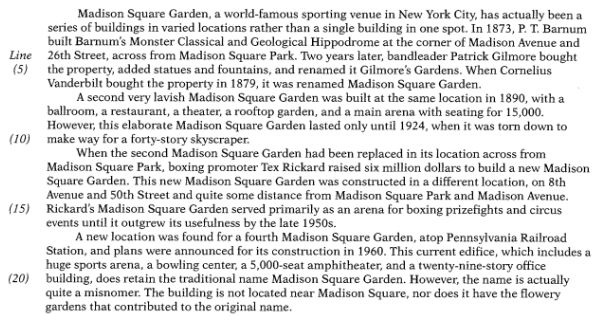 Madison Square Garden, a world-famous sporting venue in New York City, has actually been a
series of buildings in varied locations rather than a single building in one spot. In 1873, P. T. Barnum
built Barnum's Monster Classical and Geological Hippodrome at the corner of Madison Avenue and
Line 26th Street, across from Madison Square Park. Two years later, bandleader Patrick Gilmore bought
(5) the property, added statues and fountains, and renamed it Gilmore's Gardens. When Cornelius
Vanderbilt bought the property in 1879, it was renamed Madison Square Garden.
A second very lavish Madison Square Garden was built at the same location in 1890, with a
ballroom, a restaurant, a theater, a rooftop garden, and a main arena with seating for 15,000.
However, this elaborate Madison Square Garden lasted only until 1924, when it was torn down to
(10) make way for a forty-story skyscraper.
When the second Madison Square Garden had been replaced in its location across from
Madison Square Park, boxing promoter Tex Rickard raised six million dollars to build a new Madison
Square Garden. This new Madison Square Garden was constructed in a different location, on 8th
Avenue and 50th Street and quite some distance from Madison Square Park and Madison Avenue.
(15) Rickard's Madison Square Garden served primarily as an arena for boxing prizefights and circus
events until it outgrew its usefulness by the late 1950s.
A new location was found for a fourth Madison Square Garden, atop Pennsylvania Railroad
Station, and plans were announced for its construction in 1960. This current edifice, which includes a
huge sports arena, a bowling center, a 5,000-seat amphitheater, and a twenty-nine-story office
(20) building, does retain the traditional name Madison Square Garden. However, the name is actually
quite a misnomer. The building is not located near Madison Square, nor does it have the flowery
gardens that contributed to the original name.